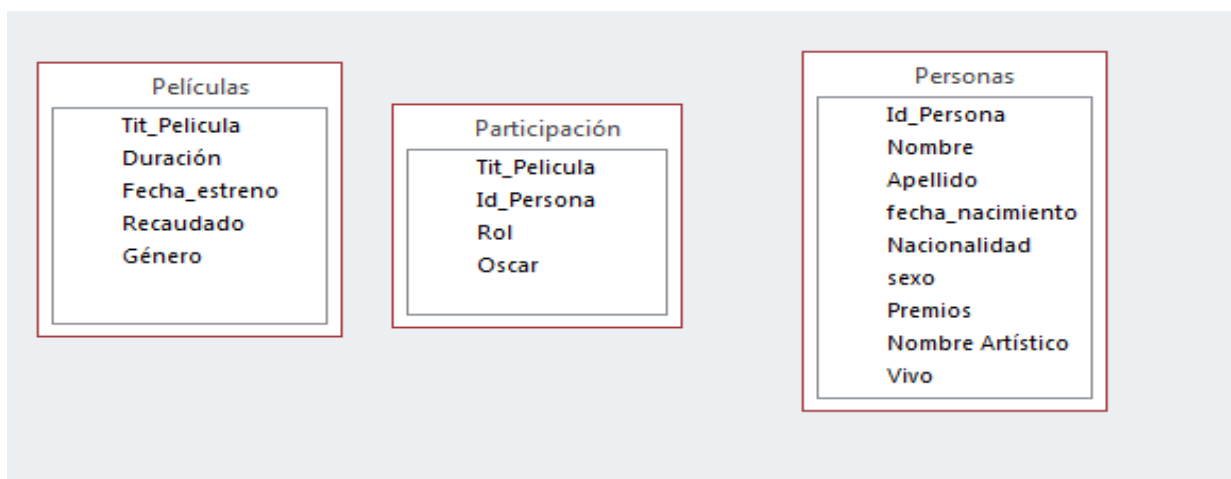 Películas
Tit_Pelicula
Duración
Fecha_estreno
Recaudado
Género
Participación
Tit_Pelicula
Id_Persona
Rol
Oscar
Personas
Id_Persona
Nombre
Apellido
fecha_nacimiento
Nacionalidad
sexo
Premios
Nombre Artístico
Vivo